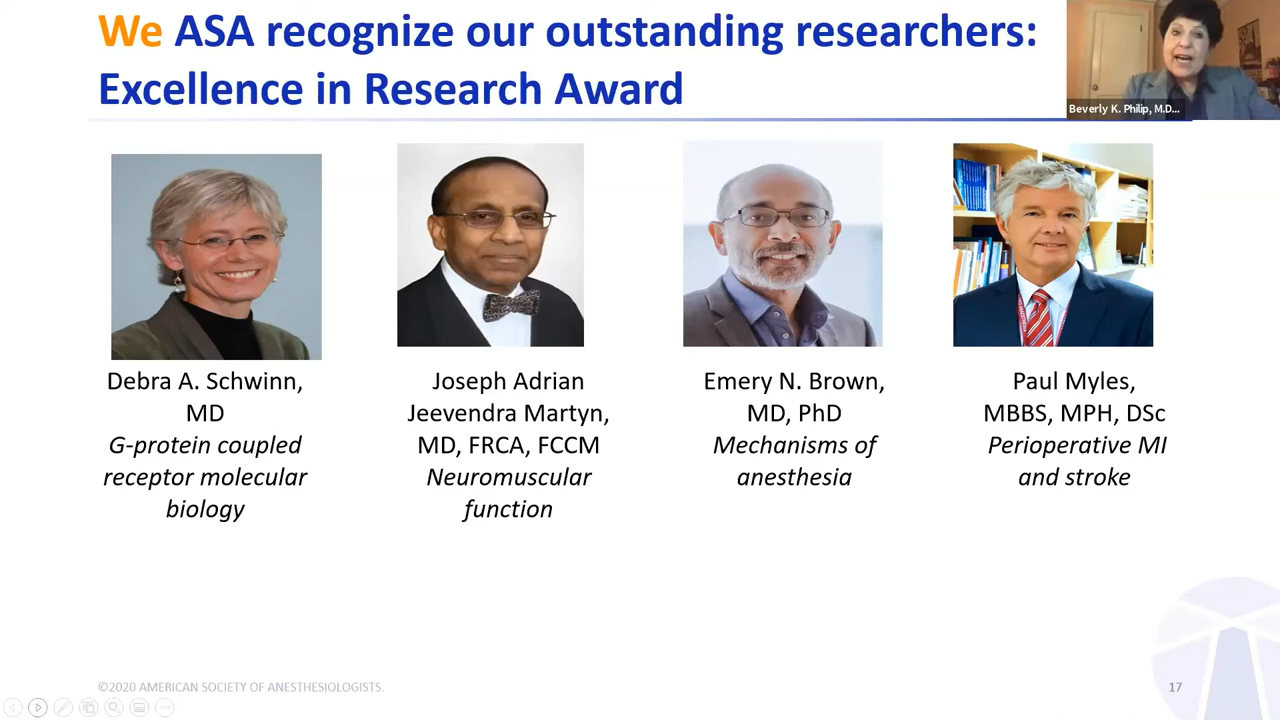 We ASA recognize our outstanding researchers:
Excellence in Research Award
Beverly K. Philip, M.D...
Debra A. Schwinn,
MD
G-protein coupled
receptor molecular
biology
Joseph Adrian
Jeevendra Martyn,
MD, FRCA, FCCM
Neuromuscular
function
Emery N. Brown,
MD, PhD
Mechanisms of
anesthesia
Paul Myles,
MBBS, MPH, DSc
Perioperative MI
and stroke
©2020 AMERICAN SOCIETY OF ANESTHESIOLOGISTS.
17